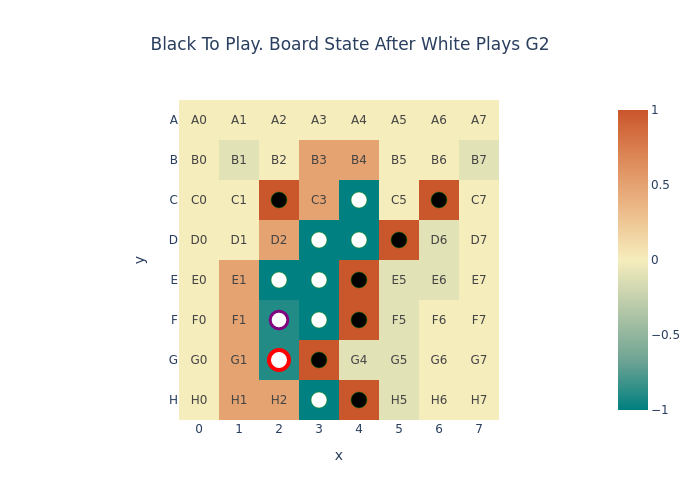 Black To Play. Board State After White Plays G2
A A0 A1 A2 A3 A4 A5 A6 A7
B B0 B1 B2 B3 B4 B5 B6 B7
C C0 C1 C3 C5 C7
D D0 D1 D2 D6 D7
E E0 E1 E5 E6 E7
F F0 F1 F5 F6 F7
G G0 G1 G4 G5 G6 G7
H H0 H1 H2 H5 H6 H7
0 1 2 3 4 5 6 7
x
y
1
0.5
0
−0.5
−1